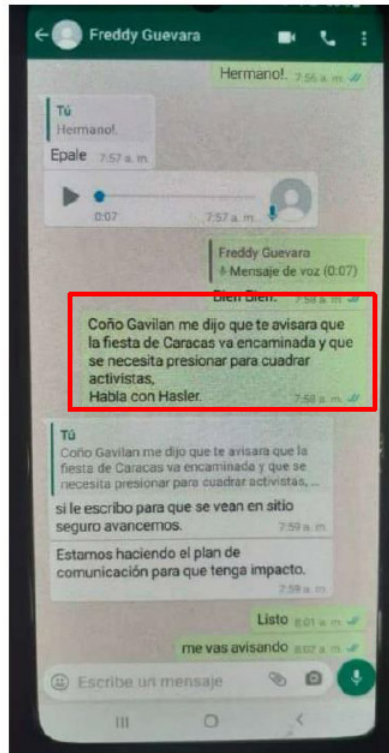 Freddy Guevara
Hermano!. 7:56 a. m.
Tú
Hermano!.
Epale 7:57 a. m.
0:07 7:57 a. m.
Freddy Guevara
Mensaje de voz (0:07)
Bien Bien. 7:58 a. m.
Coño Gavilan me dijo que te avisara que
la fiesta de Caracas va encaminada y que
se necesita presionar para cuadrar
activistas,
Habla con Hasler. 7:58 a. m.
Tú
Coño Gavilan me dijo que te avisara que la
fiesta de Caracas va encaminada y que se
necesita presionar para cuadrar activistas, ...
si le escribo para que se vean en sitio
seguro avancemos. 7:59 a. m.
Estamos haciendo el plan de
comunicación para que tenga impacto.
7:59 a. m.
Listo 8:01 a. m.
me vas avisando 8:02 a. m.
Escribe un mensaje